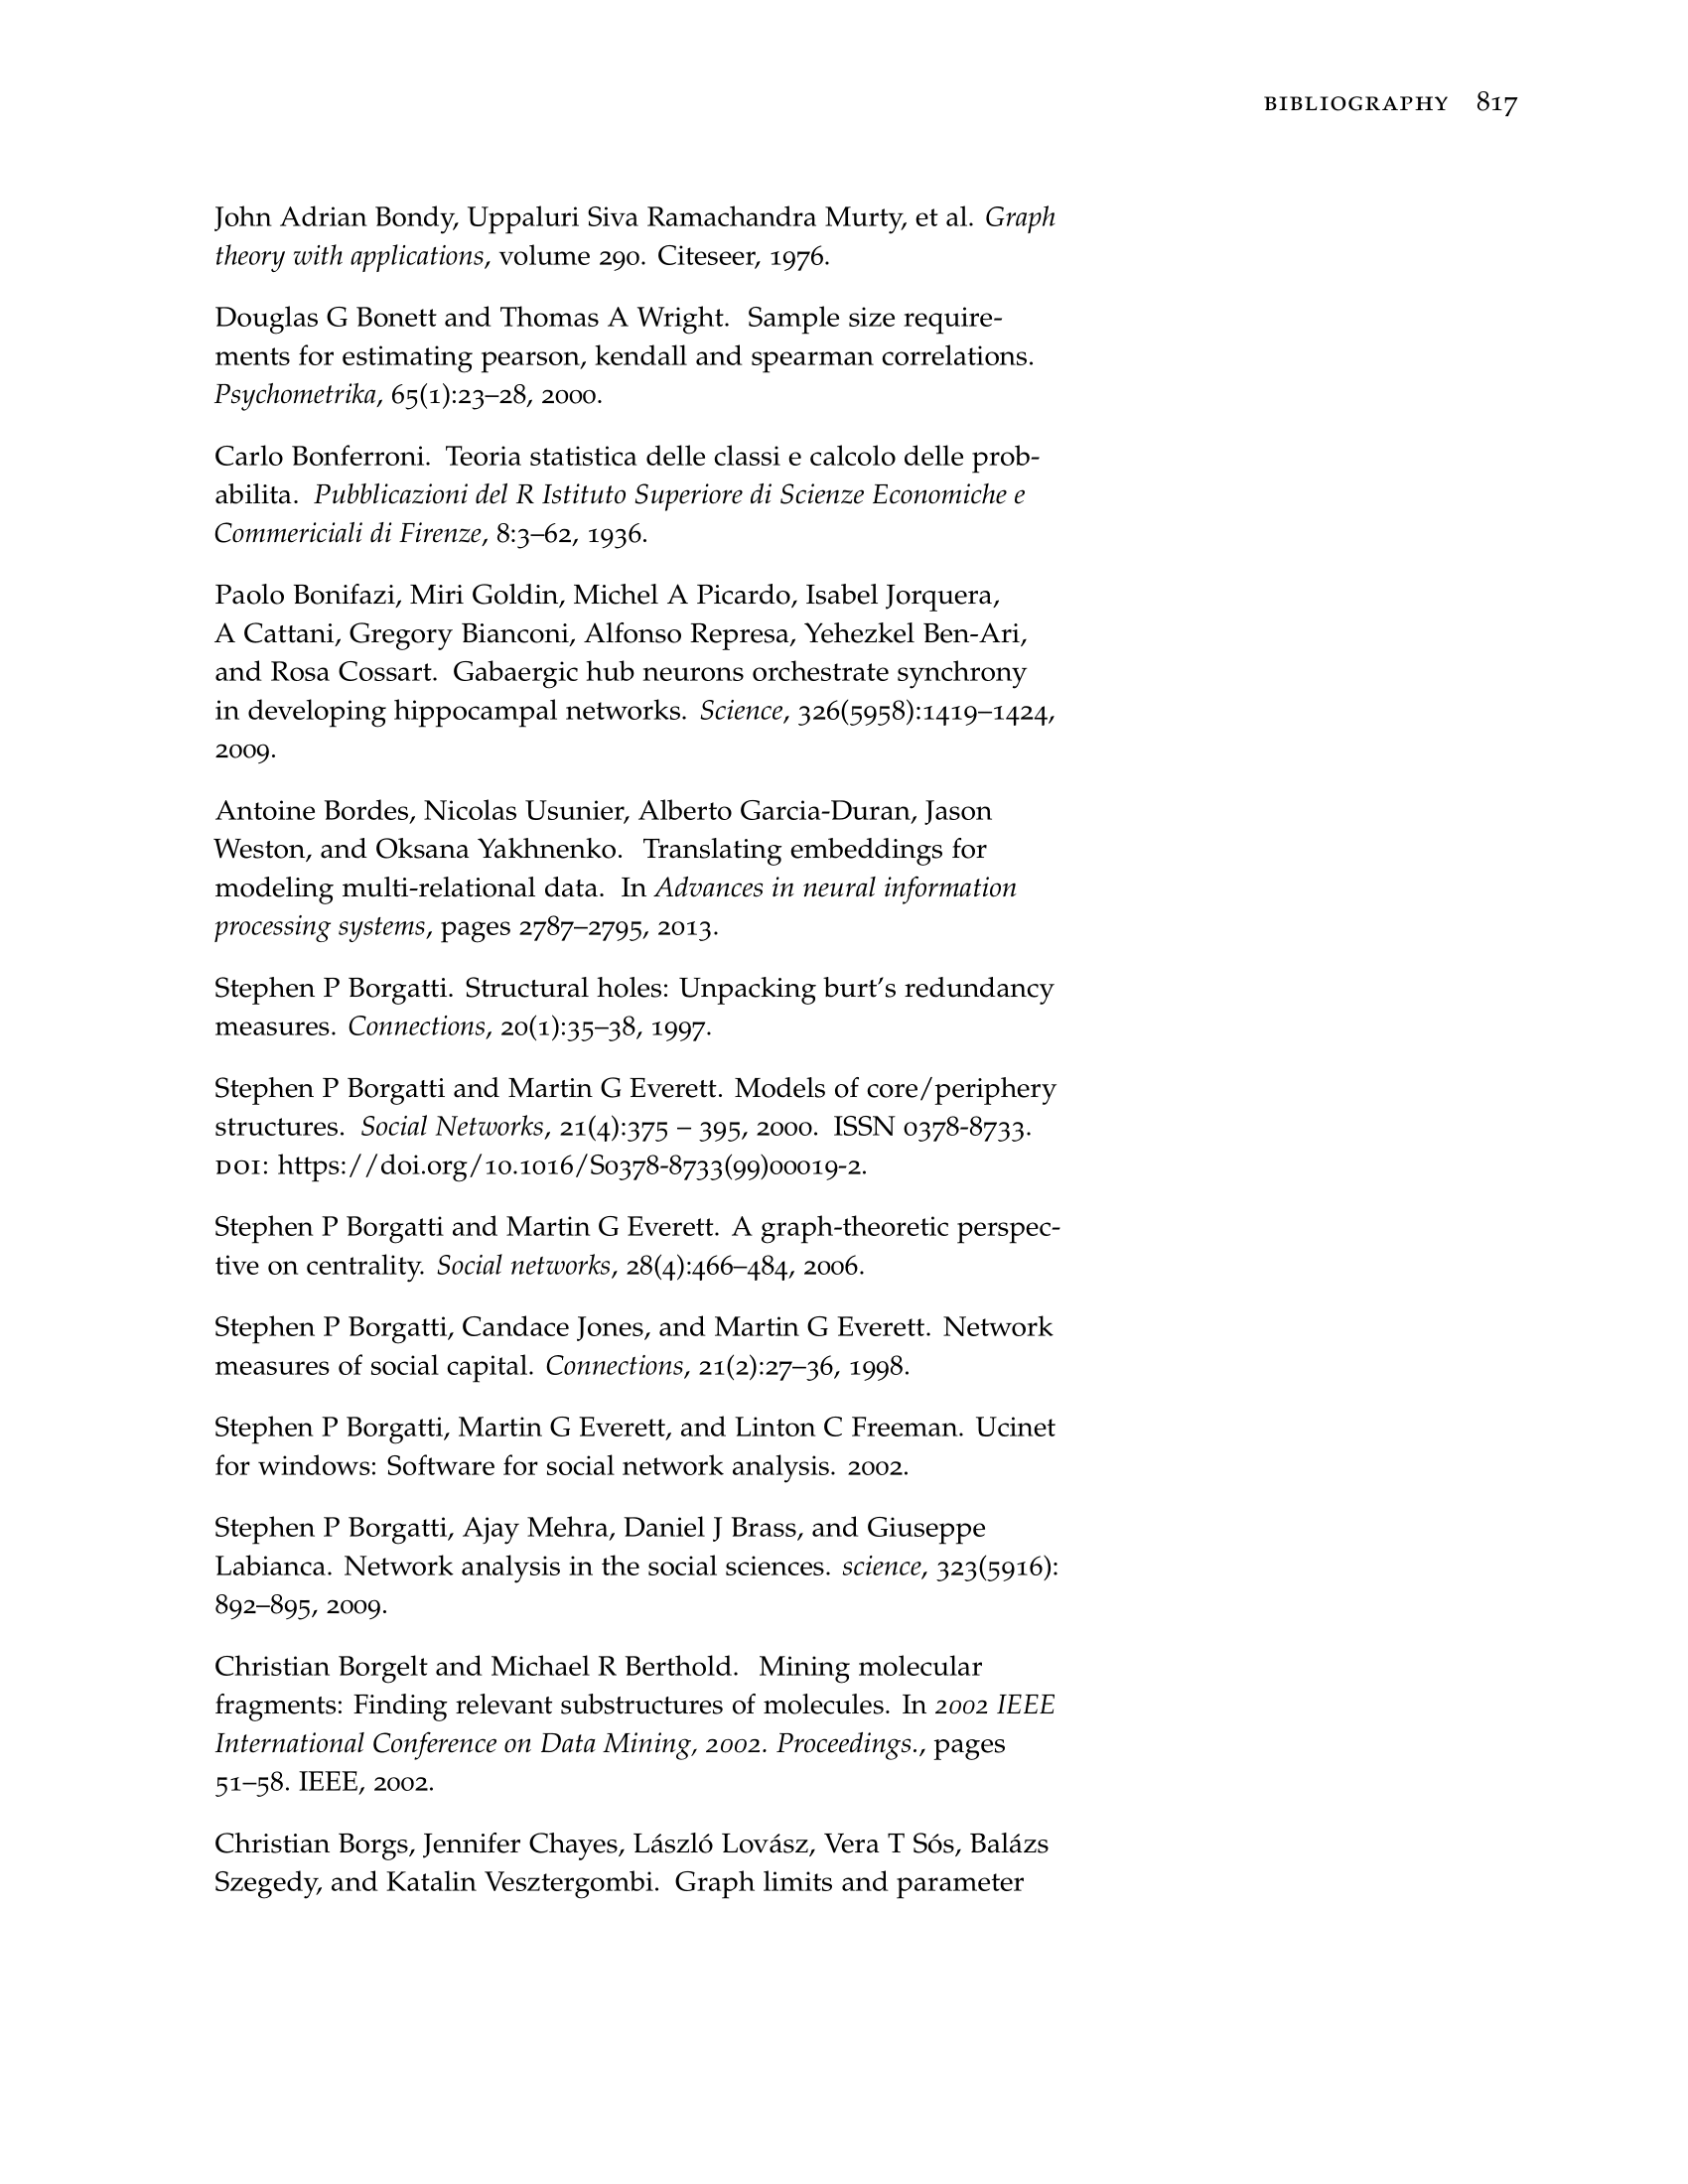 BIBLIOGRAPHY 817
John Adrian Bondy, Uppaluri Siva Ramachandra Murty, et al. Graph
theory with applications, volume 290. Citeseer, 1976.
Douglas G Bonett and Thomas A Wright. Sample size require-
ments for estimating pearson, kendall and spearman correlations.
Psychometrika, 65(1):23–28, 2000.
Carlo Bonferroni. Teoria statistica delle classi e calcolo delle prob-
abilita. Pubblicazioni del R Istituto Superiore di Scienze Economiche e
Commericiali di Firenze, 8:3–62, 1936.
Paolo Bonifazi, Miri Goldin, Michel A Picardo, Isabel Jorquera,
A Cattani, Gregory Bianconi, Alfonso Represa, Yehezkel Ben-Ari,
and Rosa Cossart. Gabaergic hub neurons orchestrate synchrony
in developing hippocampal networks. Science, 326(5958):1419–1424,
2009.
Antoine Bordes, Nicolas Usunier, Alberto Garcia-Duran, Jason
Weston, and Oksana Yakhnenko. Translating embeddings for
modeling multi-relational data. In Advances in neural information
processing systems, pages 2787–2795, 2013.
Stephen P Borgatti. Structural holes: Unpacking burt’s redundancy
measures. Connections, 20(1):35–38, 1997.
Stephen P Borgatti and Martin G Everett. Models of core/periphery
structures. Social Networks, 21(4):375 – 395, 2000. ISSN 0378-8733.
DOI: https://doi.org/10.1016/S0378-8733(99)00019-2.
Stephen P Borgatti and Martin G Everett. A graph-theoretic perspec-
tive on centrality. Social networks, 28(4):466–484, 2006.
Stephen P Borgatti, Candace Jones, and Martin G Everett. Network
measures of social capital. Connections, 21(2):27–36, 1998.
Stephen P Borgatti, Martin G Everett, and Linton C Freeman. Ucinet
for windows: Software for social network analysis. 2002.
Stephen P Borgatti, Ajay Mehra, Daniel J Brass, and Giuseppe
Labianca. Network analysis in the social sciences. science, 323(5916):
892–895, 2009.
Christian Borgelt and Michael R Berthold. Mining molecular
fragments: Finding relevant substructures of molecules. In 2002 IEEE
International Conference on Data Mining, 2002. Proceedings., pages
51–58. IEEE, 2002.
Christian Borgs, Jennifer Chayes, László Lovász, Vera T Sós, Balázs
Szegedy, and Katalin Vesztergombi. Graph limits and parameter